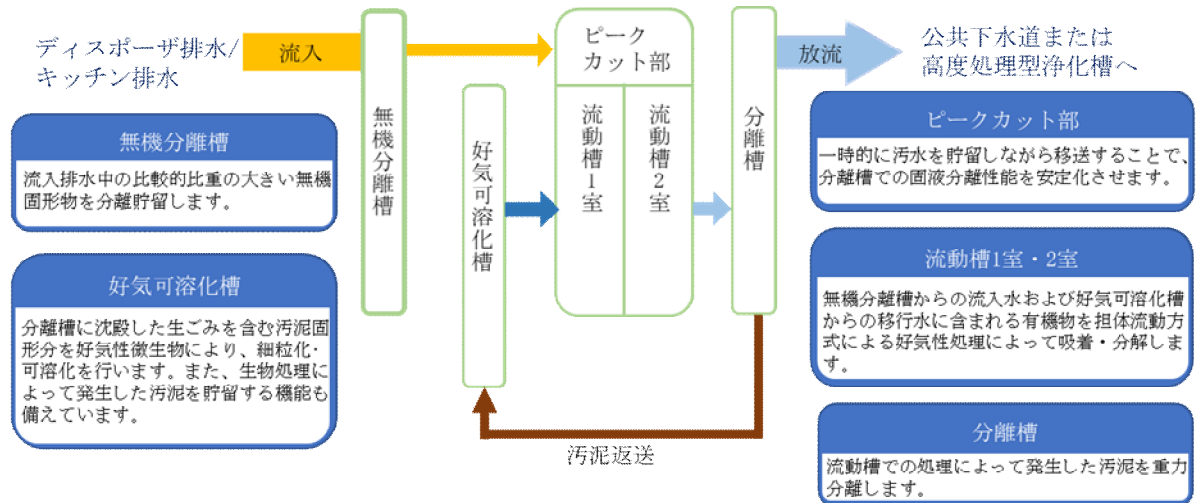 ディスポーザ排水/
キッチン排水
流入
無機分離槽
ピーク
カット部
流動槽1室
流動槽2室
好気可溶化槽
分離槽
放流
公共下水道または
高度処理型浄化槽へ
汚泥返送
無機分離槽
流入排水中の比較的比重の大きい無機
固形物を分離貯留します。
好気可溶化槽
分離槽に沈殿した生ごみを含む汚泥固
形分を好気性微生物により、細粒化・
可溶化を行います。また、生物処理に
よって発生した汚泥を貯留する機能も
備えています。
ピークカット部
一時的に汚水を貯留しながら移送することで、
分離槽での固液分離性能を安定化させます。
流動槽1室・2室
無機分離槽からの流入水および好気可溶化槽
からの移行水に含まれる有機物を担体流動方
式による好気性処理によって吸着・分解しま
す。
分離槽
流動槽での処理によって発生した汚泥を重力
分離します。